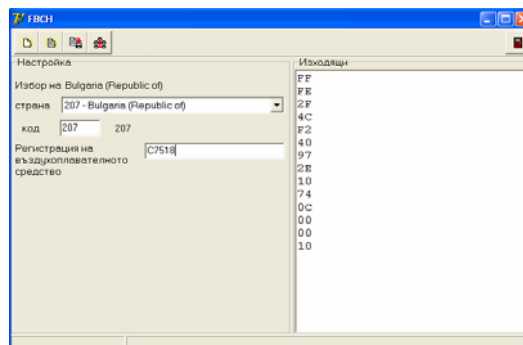 FBCH
Настройка
Избор на Bulgaria (Republic of)
страна 207 - Bulgaria (Republic of)
код 207 207
Регистрация на въздухоплавателното средство C7518
Изходящи
FF
FE
2F
4C
F2
40
97
2E
10
74
0C
00
00
10